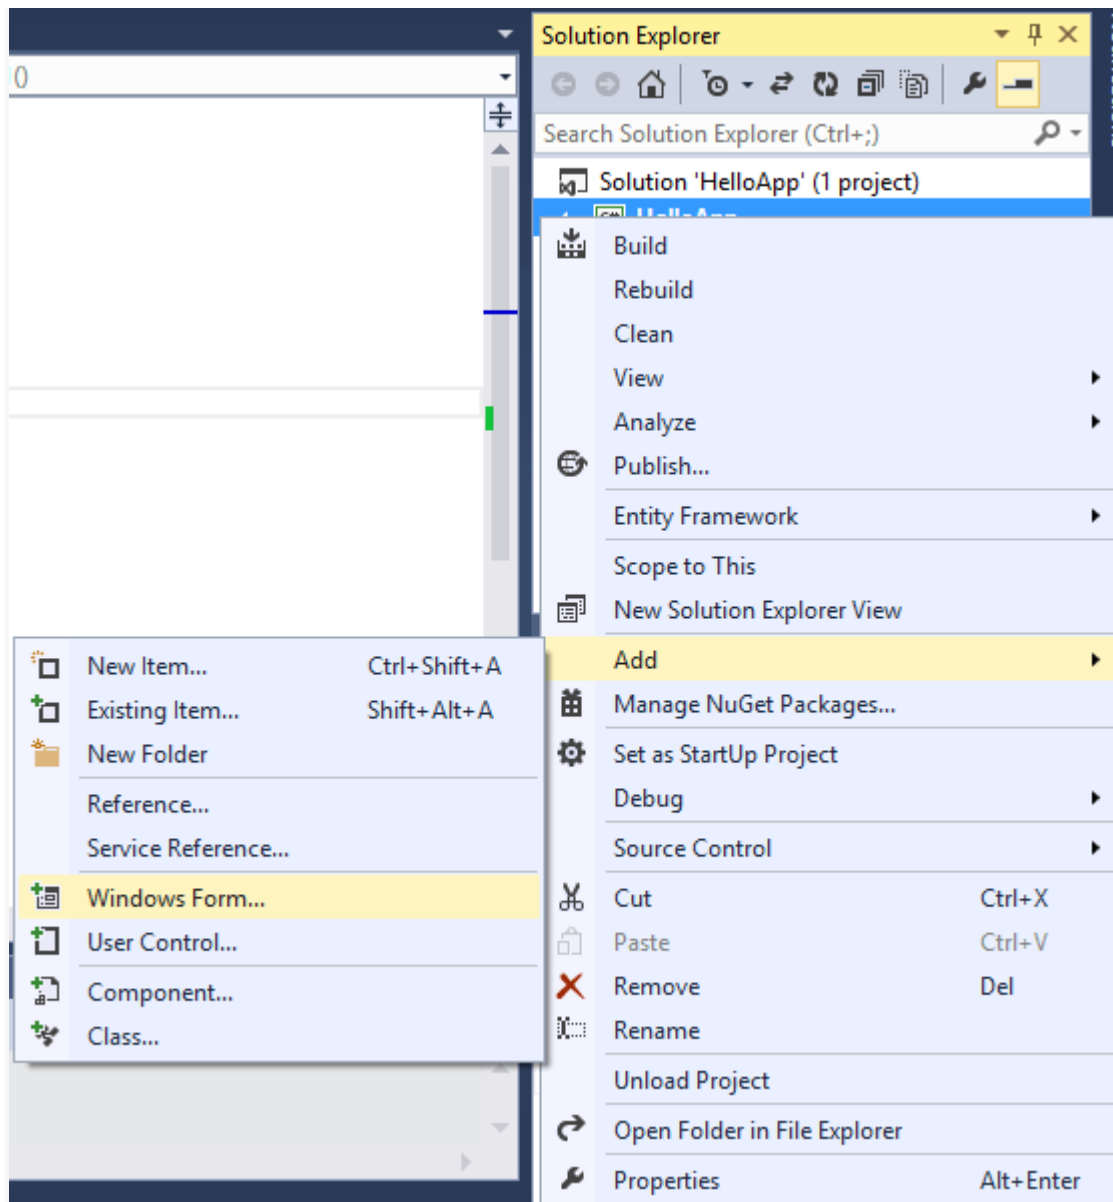 Solution Explorer
()
Search Solution Explorer (Ctrl+;)
Solution 'HelloApp' (1 project)
HelloApp
Build
Rebuild
Clean
View
Analyze
Publish...
Entity Framework
Scope to This
New Solution Explorer View
Add
Manage NuGet Packages...
Set as StartUp Project
Debug
Source Control
Cut Ctrl+X
Paste Ctrl+V
Remove Del
Rename
Unload Project
Open Folder in File Explorer
Properties Alt+Enter
New Item... Ctrl+Shift+A
Existing Item... Shift+Alt+A
New Folder
Reference...
Service Reference...
Windows Form...
User Control...
Component...
Class...